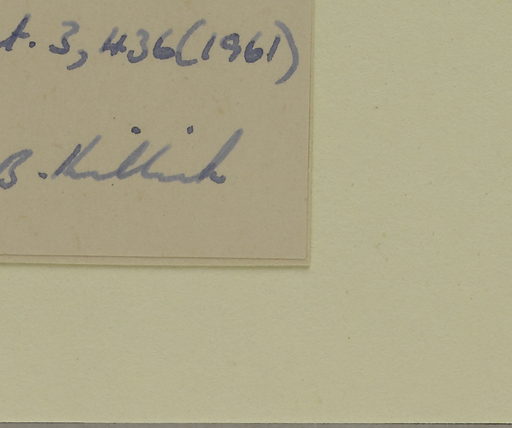 t. 3, 436(1961)
B. Killick